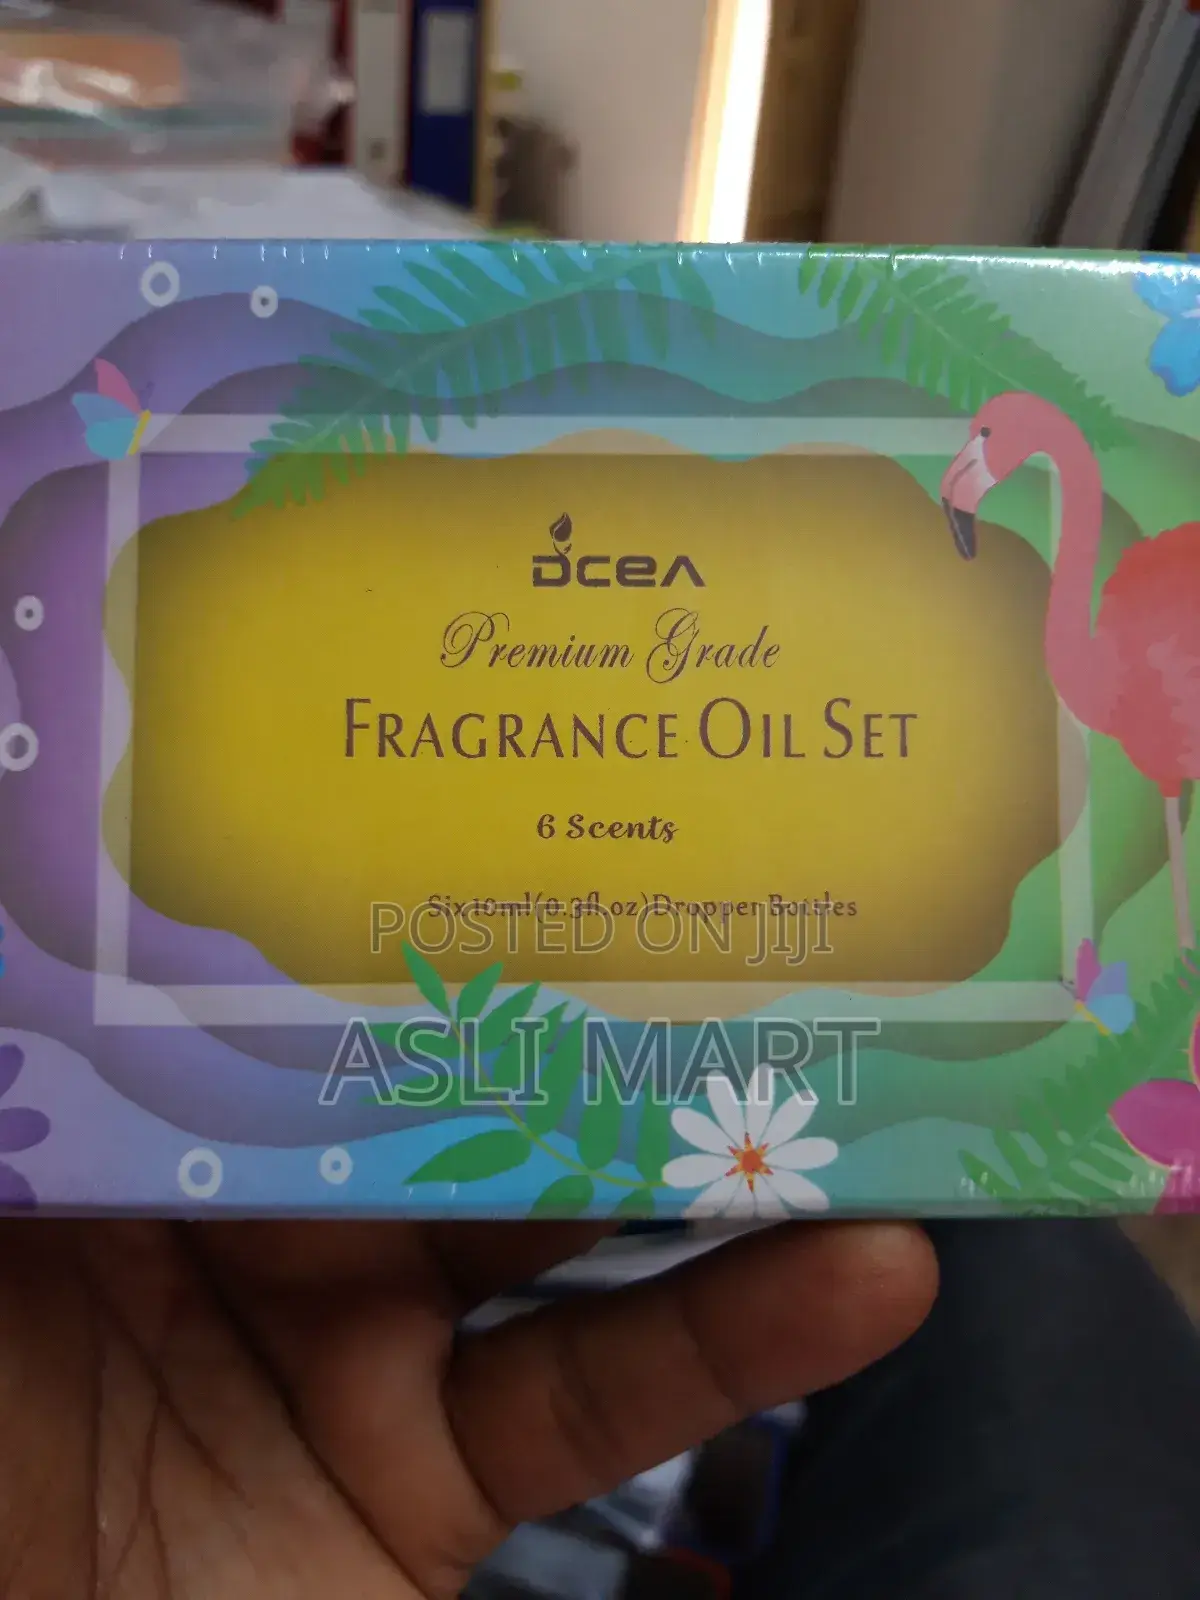 DCEA
Premium Grade
FRAGRANCE OIL SET
6 Scents
Six 10ml(0.3fl.oz)Dropper Bottles
POSTED ON JIJI
ASLI MART